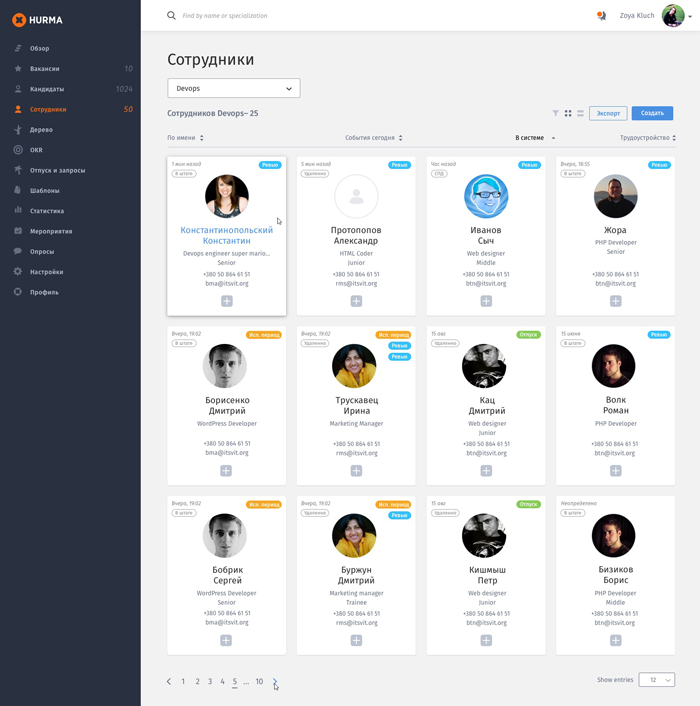 HURMA
Find by name or specialization
Zoya Kluch
Обзор
Вакансии 10
Кандидаты 1024
Сотрудники 50
Дерево
OKR
Отпуск и запросы
Шаблоны
Статистика
Мероприятия
Опросы
Настройки
Профиль
Сотрудники
Devops
Сотрудников Devops– 25
Экспорт
Создать
По имени
События сегодня
В системе
Трудоустройство
1 мин назад
Ревью
В штате
Константинопольский
Константин
Devops engineer super mario...
Senior
+380 50 864 61 51
bma@itsvit.org
5 мин назад
Ревью
Удаленно
Протопопов
Александр
HTML Coder
Junior
+380 50 864 61 51
rms@itsvit.org
Час назад
Ревью
СПД
Иванов
Сыч
Web designer
Middle
+380 50 864 61 51
btn@itsvit.org
Вчера, 18:55
Ревью
В штате
Жора
PHP Developer
Senior
+380 50 864 61 51
btn@itsvit.org
Вчера, 19:02
Исп. период
В штате
Борисенко
Дмитрий
WordPress Developer
+380 50 864 61 51
bma@itsvit.org
Вчера, 19:02
Исп. период
Удаленно
Ревью
Ревью
Трускавец
Ирина
Marketing Manager
+380 50 864 61 51
rms@itsvit.org
15 авг
Отпуск
Удаленно
Кац
Дмитрий
Web designer
Junior
+380 50 864 61 51
btn@itsvit.org
15 июня
Ревью
В штате
Волк
Роман
PHP Developer
+380 50 864 61 51
btn@itsvit.org
Вчера, 19:02
Исп. период
В штате
Бобрик
Сергей
WordPress Developer
Senior
+380 50 864 61 51
bma@itsvit.org
Вчера, 19:02
Исп. период
Удаленно
Ревью
Буржун
Дмитрий
Marketing manager
Trainee
+380 50 864 61 51
rms@itsvit.org
15 авг
Отпуск
Удаленно
Кишмыш
Петр
Web designer
Junior
+380 50 864 61 51
btn@itsvit.org
Неопределено
В штате
Бизиков
Борис
PHP Developer
Middle
+380 50 864 61 51
btn@itsvit.org
1 2 3 4 5 ... 10
Show entries 12